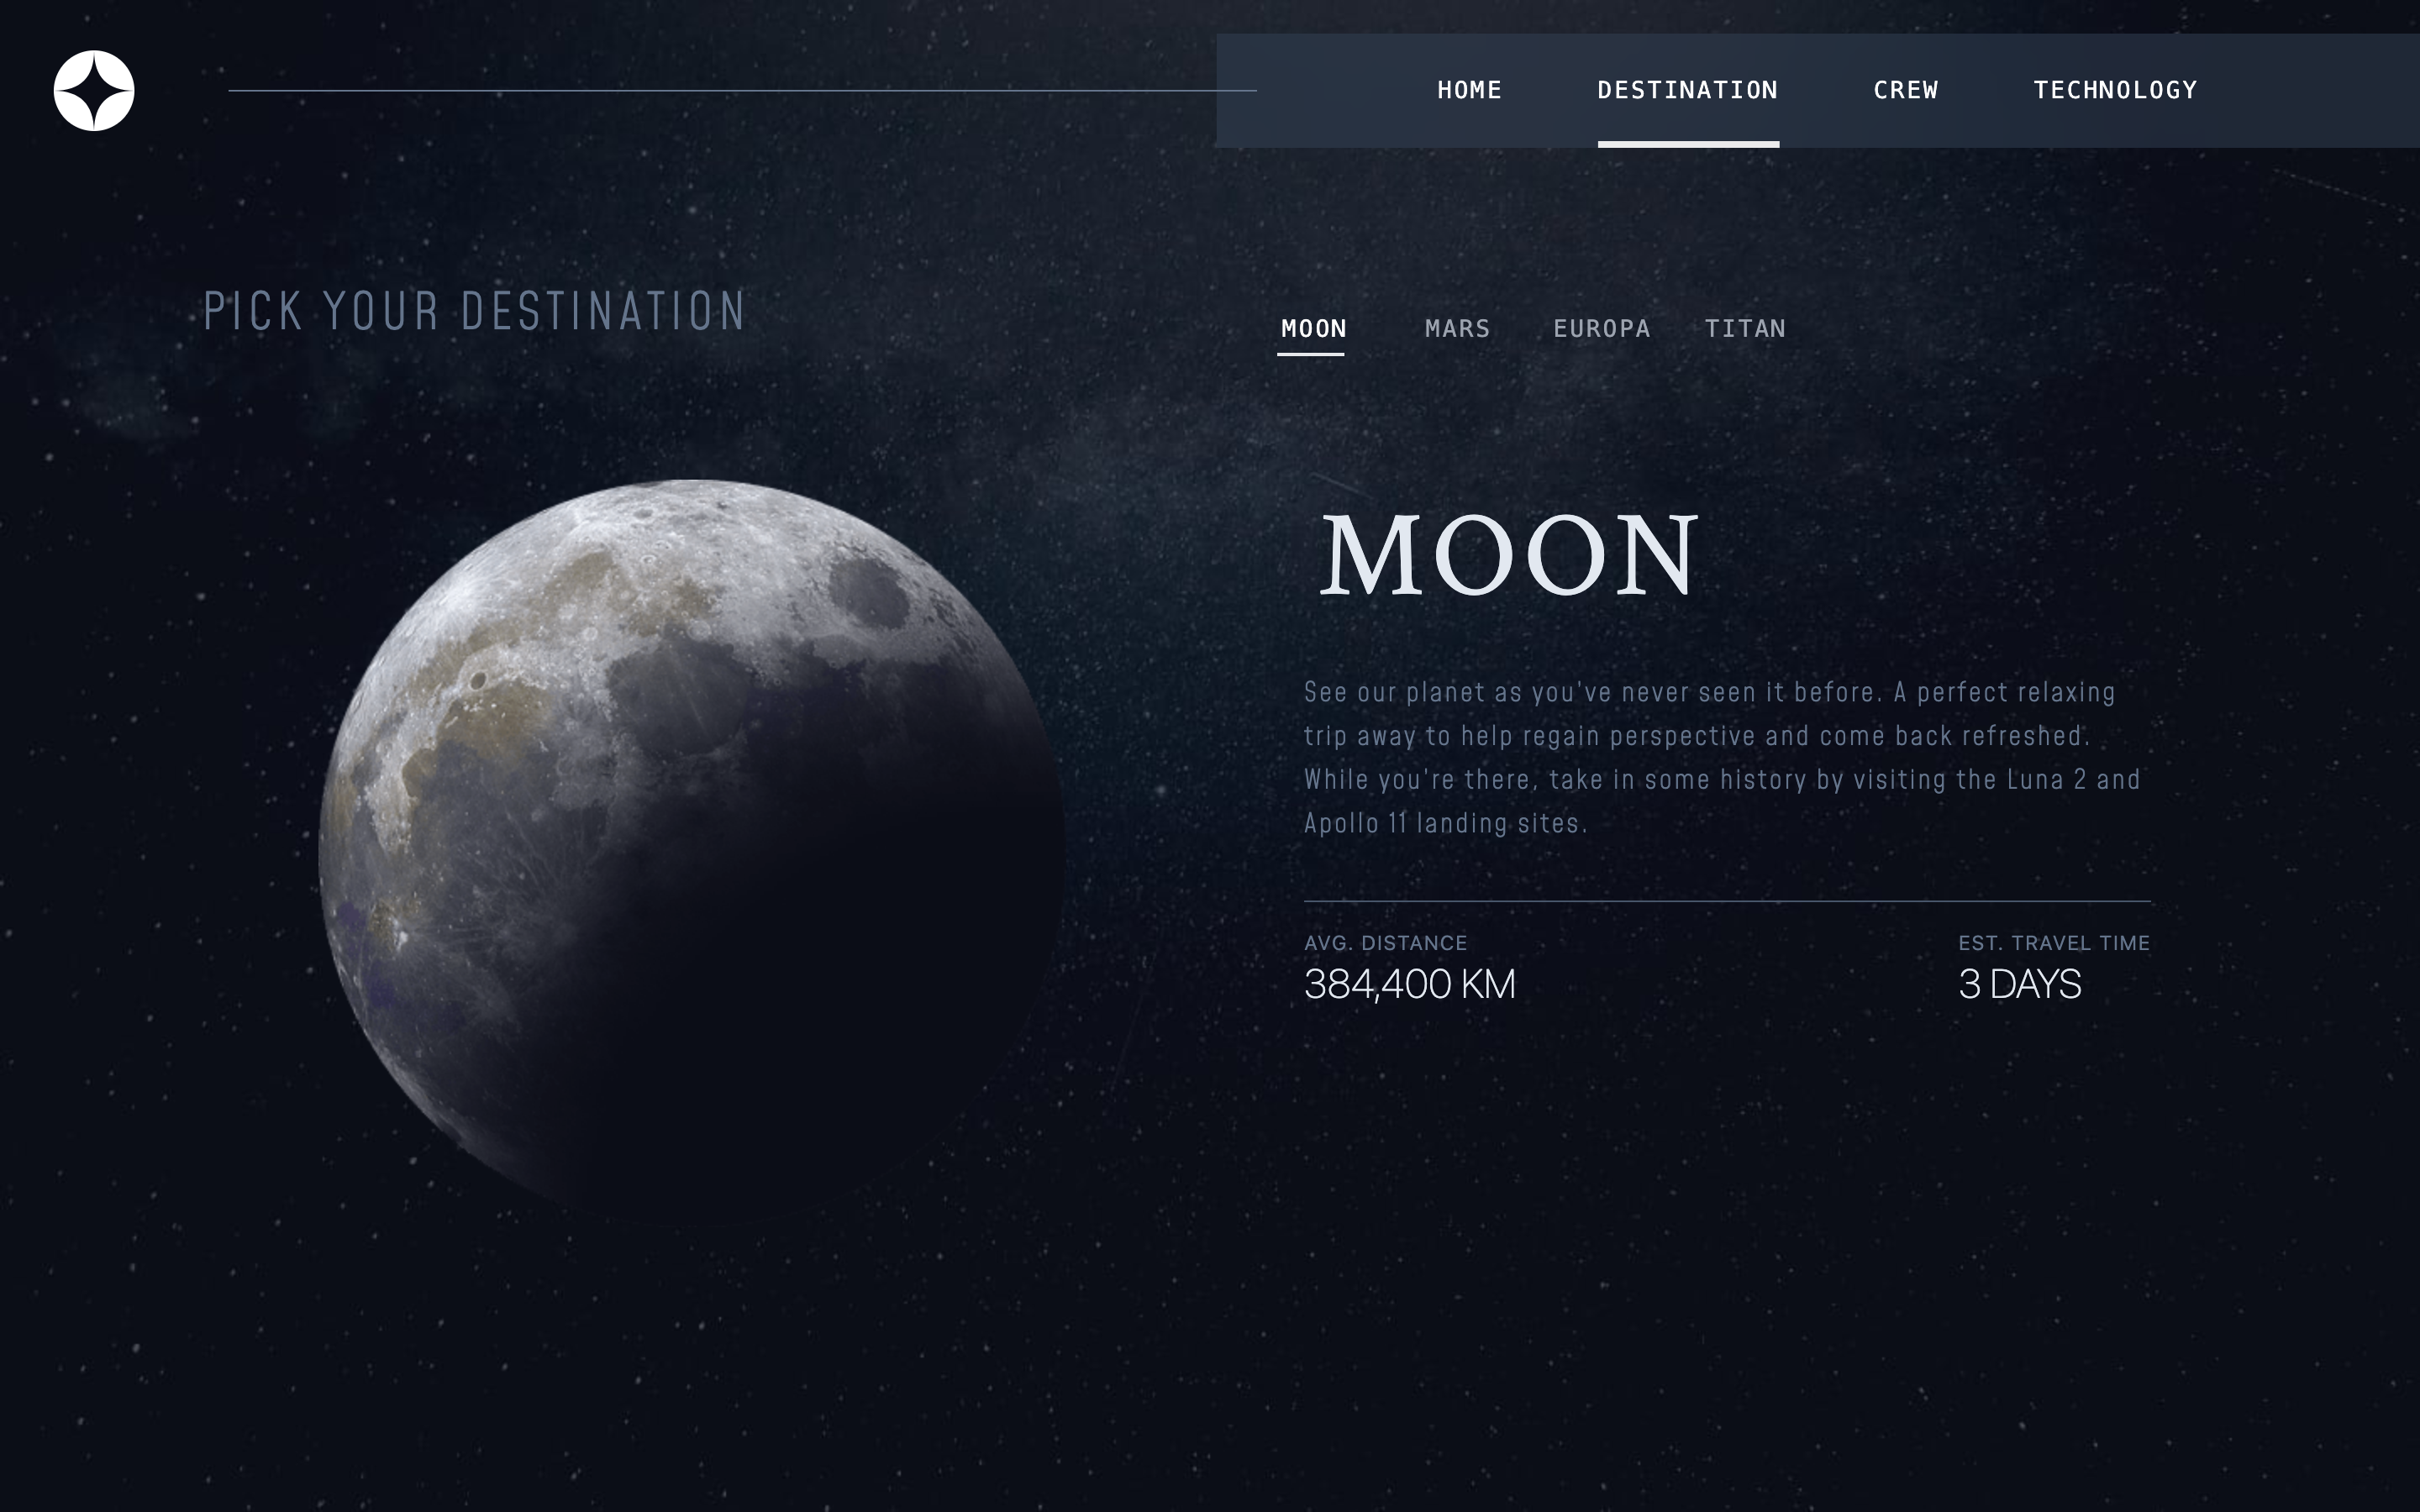 HOME DESTINATION CREW TECHNOLOGY
PICK YOUR DESTINATION
MOON MARS EUROPA TITAN
MOON
See our planet as you've never seen it before. A perfect relaxing
trip away to help regain perspective and come back refreshed.
While you're there, take in some history by visiting the Luna 2 and
Apollo 11 landing sites.
AVG. DISTANCE
384,400 KM
EST. TRAVEL TIME
3 DAYS